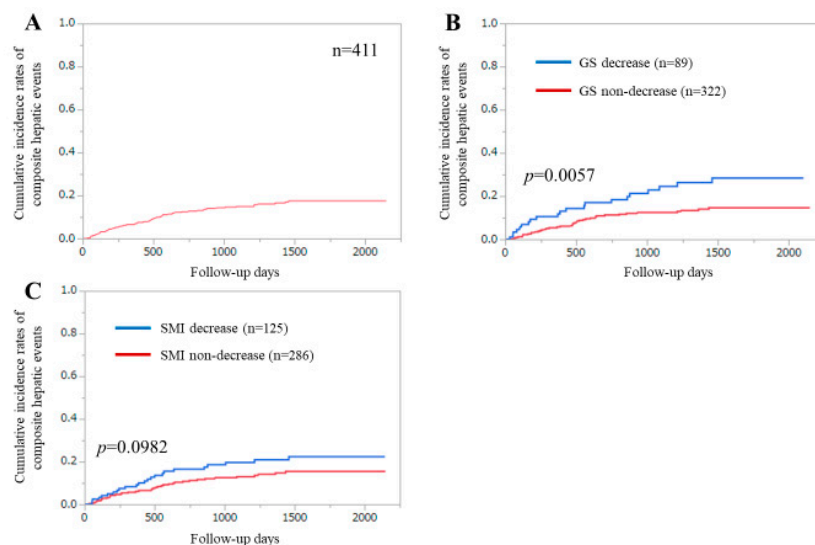 A
Cumulative incidence rates of
composite hepatic events
1.0
0.8
0.6
0.4
0.2
0.0
n=411
0
500
1000
1500
2000
Follow-up days
B
Cumulative incidence rates of
composite hepatic events
1.0
0.8
0.6
0.4
0.2
0.0
GS decrease (n=89)
GS non-decrease (n=322)
p=0.0057
0
500
1000
1500
2000
Follow-up days
C
Cumulative incidence rates of
composite hepatic events
1.0
0.8
0.6
0.4
0.2
0.0
SMI decrease (n=125)
SMI non-decrease (n=286)
p=0.0982
0
500
1000
1500
2000
Follow-up days